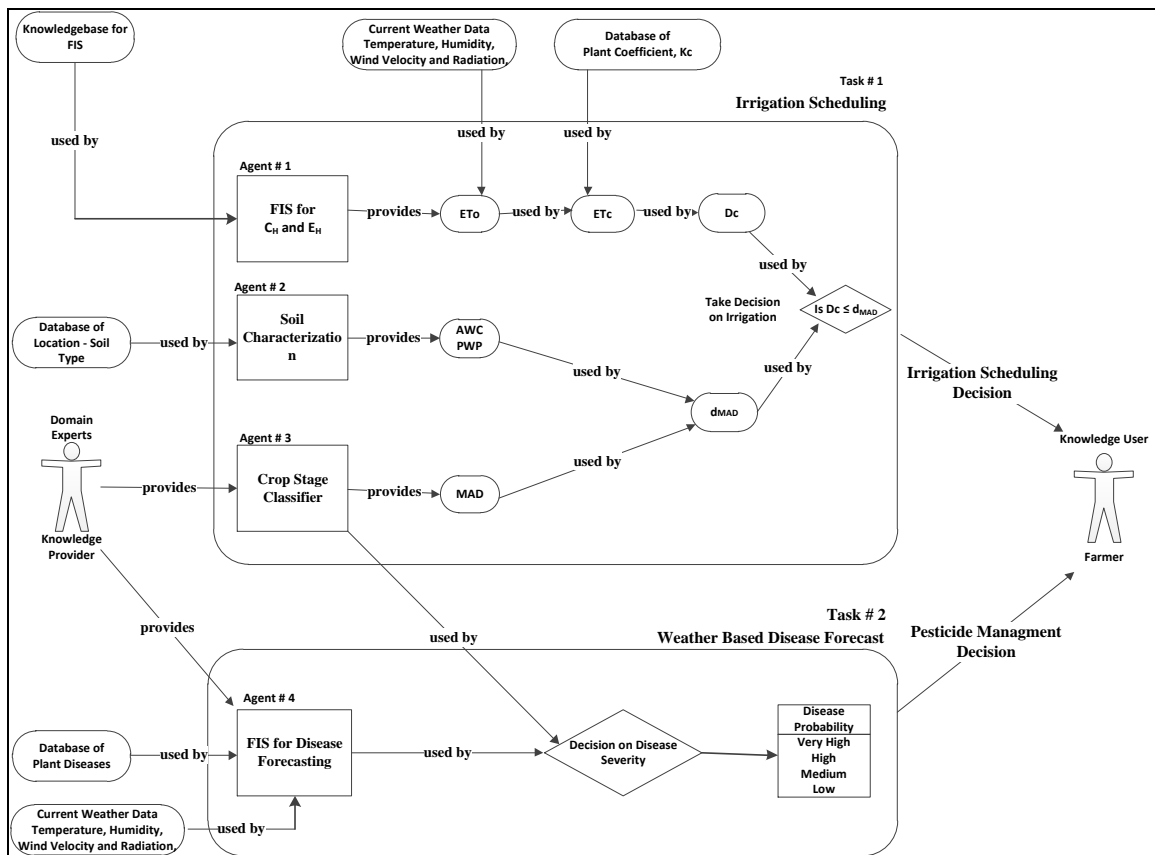 Knowledgebase for
FIS
Current Weather Data
Temperature, Humidity,
Wind Velocity and Radiation,
Database of
Plant Coefficient, Kc
Task # 1
Irrigation Scheduling
used by
used by
used by
Agent # 1
FIS for
CH and EH
provides
ETo
used by
ETc
used by
Dc
used by
Agent # 2
Soil
Characterizatio
n
Database of
Location - Soil
Type
used by
provides
AWC
PWP
used by
Take Decision
on Irrigation
Is Dc ≤ dMAD
used by
dMAD
Irrigation Scheduling
Decision
Domain
Experts
Knowledge
Provider
provides
Agent # 3
Crop Stage
Classifier
provides
MAD
used by
Knowledge User
Farmer
provides
used by
Task # 2
Weather Based Disease Forecast
Pesticide Managment
Decision
Agent # 4
FIS for Disease
Forecasting
Database of
Plant Diseases
used by
used by
Decision on Disease
Severity
Disease
Probability
Very High
High
Medium
Low
Current Weather Data
Temperature, Humidity,
Wind Velocity and Radiation,
used by